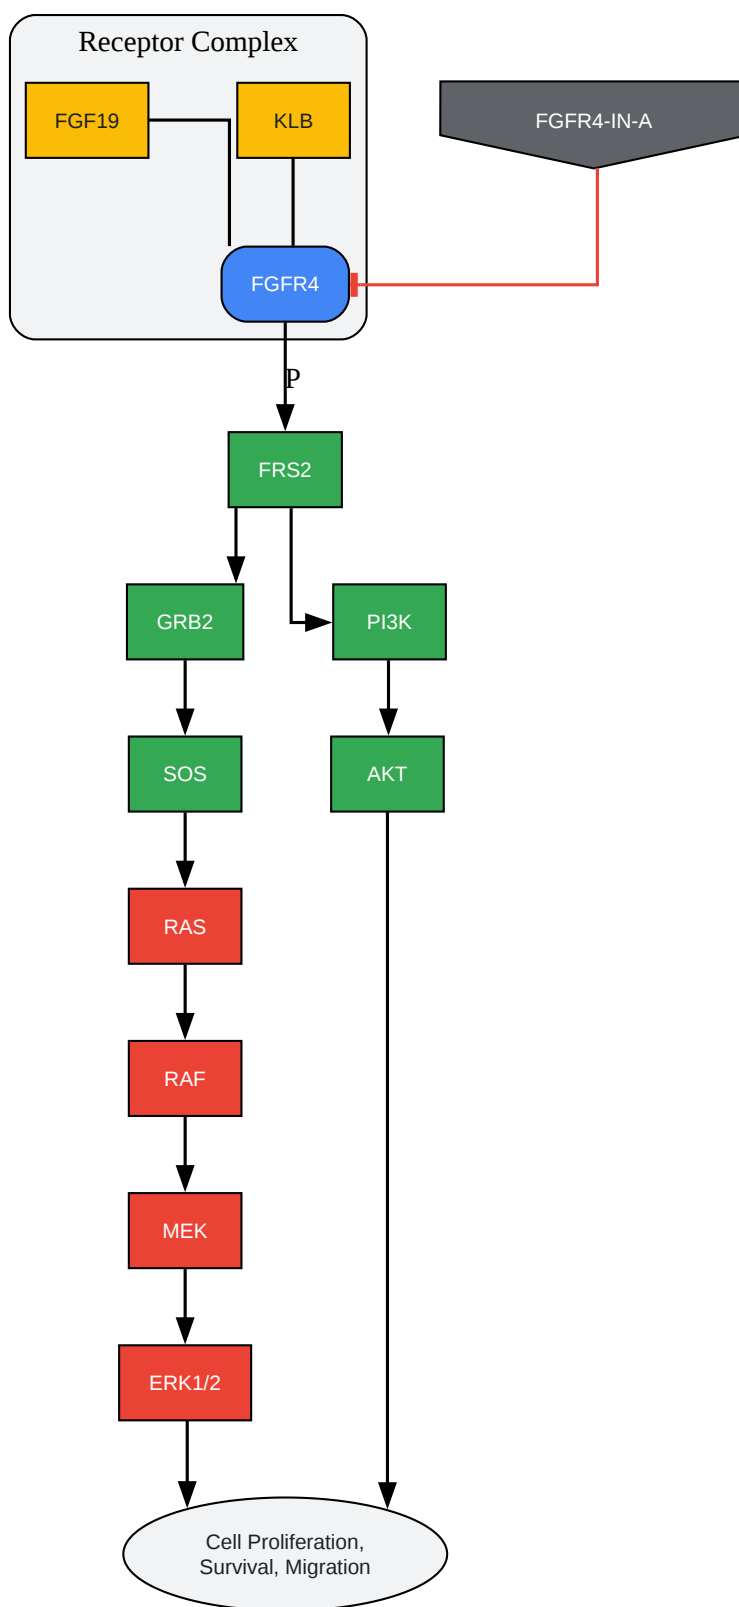 Receptor Complex
FGF19
KLB
FGFR4-IN-A
FGFR4
P
FRS2
GRB2
PI3K
SOS
AKT
RAS
RAF
MEK
ERK1/2
Cell Proliferation,
Survival, Migration